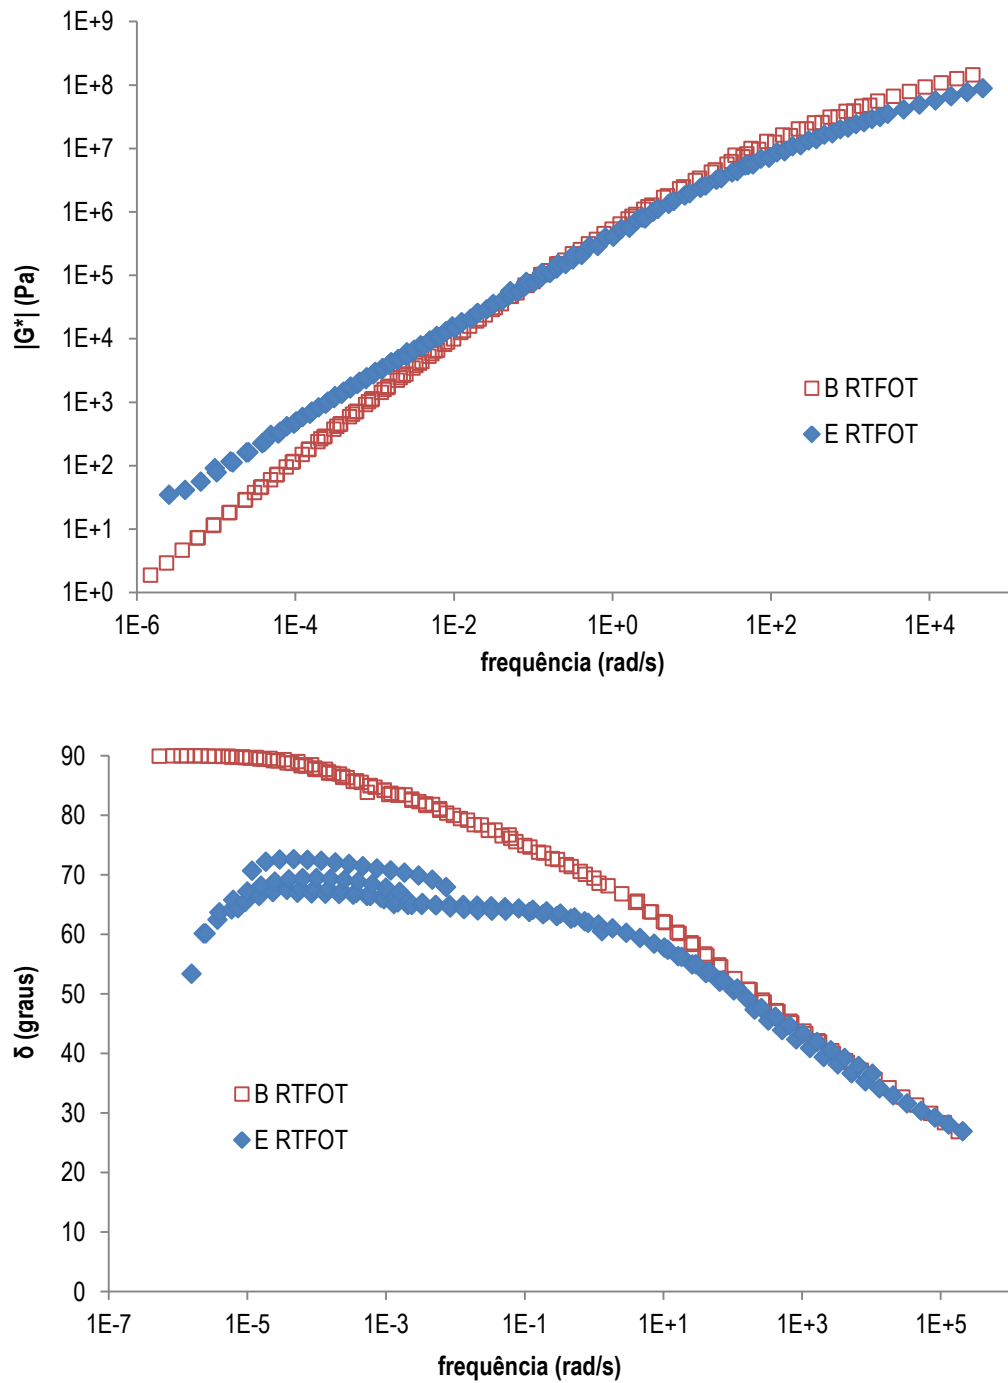 1E+9
1E+8
1E+7
1E+6
1E+5
1E+4
1E+3
1E+2
1E+1
1E+0
|G*| (Pa)
B RTFOT
E RTFOT
1E-6 1E-4 1E-2 1E+0 1E+2 1E+4
frequência (rad/s)
90
80
70
60
50
40
30
20
10
0
δ (graus)
B RTFOT
E RTFOT
1E-7 1E-5 1E-3 1E-1 1E+1 1E+3 1E+5
frequência (rad/s)